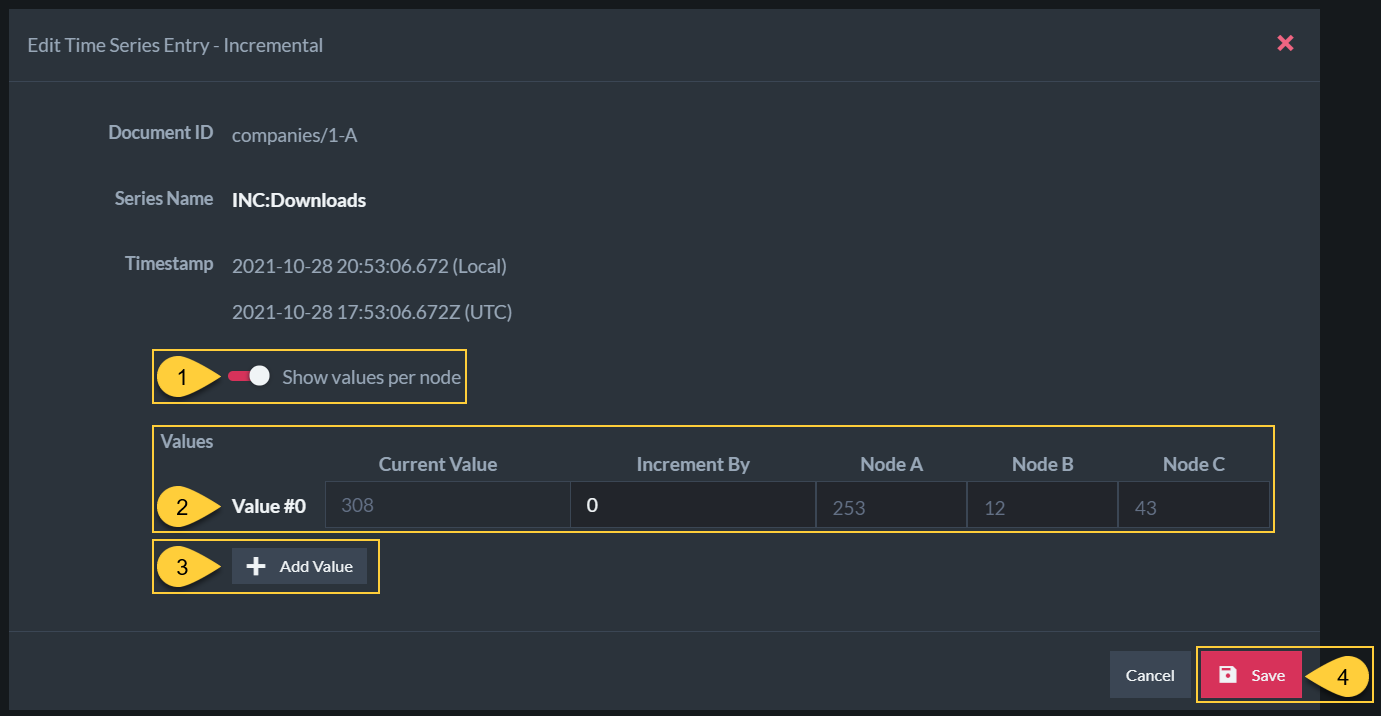 Edit Time Series Entry - Incremental
Document ID companies/1-A
Series Name INC:Downloads
Timestamp 2021-10-28 20:53:06.672 (Local)
2021-10-28 17:53:06.672Z (UTC)
1 Show values per node
Values
Current Value Increment By Node A Node B Node C
2 Value #0 308 0 253 12 43
3 Add Value
Cancel Save 4